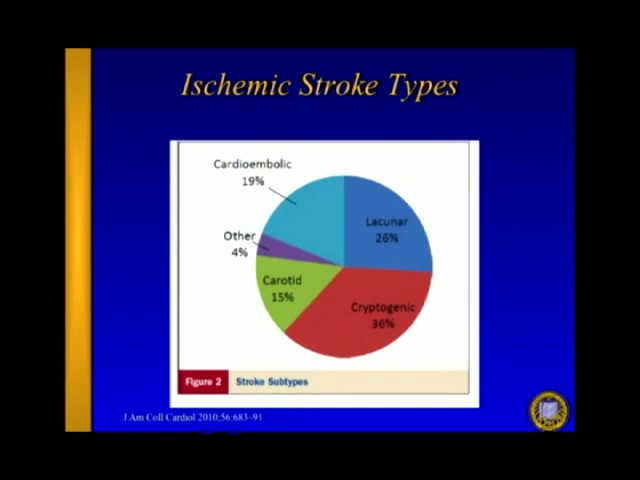 Ischemic Stroke Types
Cardioembolic
19%
Lacunar
26%
Other
4%
Carotid
15%
Cryptogenic
36%
Figure 2 Stroke Subtypes
J Am Coll Cardiol 2010;56:683–91